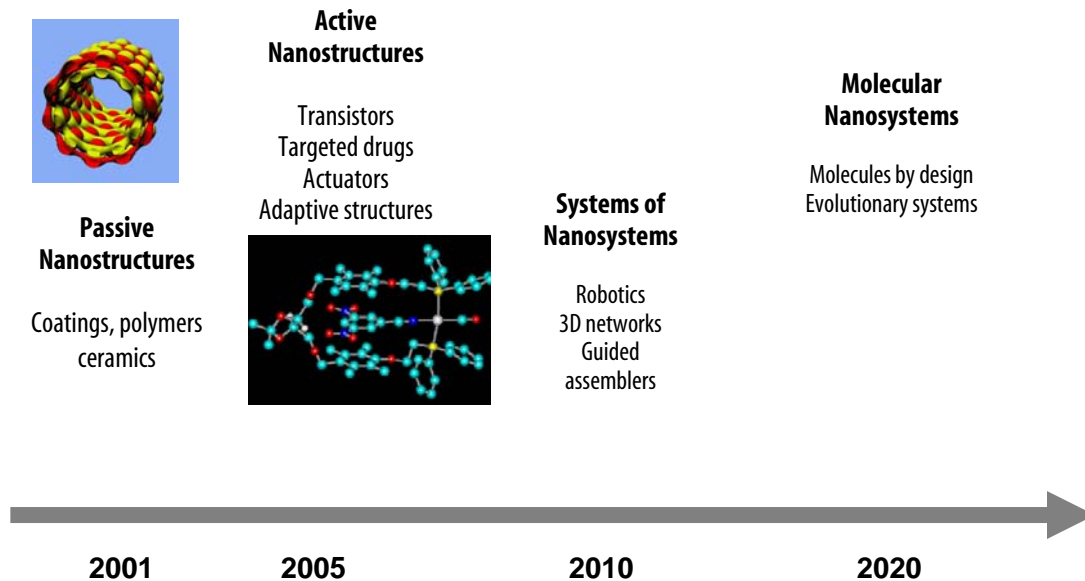 Passive
Nanostructures
Coatings, polymers
ceramics
Active
Nanostructures
Transistors
Targeted drugs
Actuators
Adaptive structures
Systems of
Nanosystems
Robotics
3D networks
Guided
assemblers
Molecular
Nanosystems
Molecules by design
Evolutionary systems
2001
2005
2010
2020